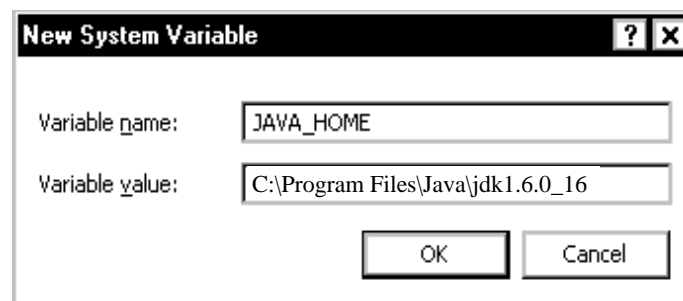 New System Variable ? X
Variable name: JAVA_HOME
Variable value: C:\Program Files\Java\jdk1.6.0_16
OK Cancel